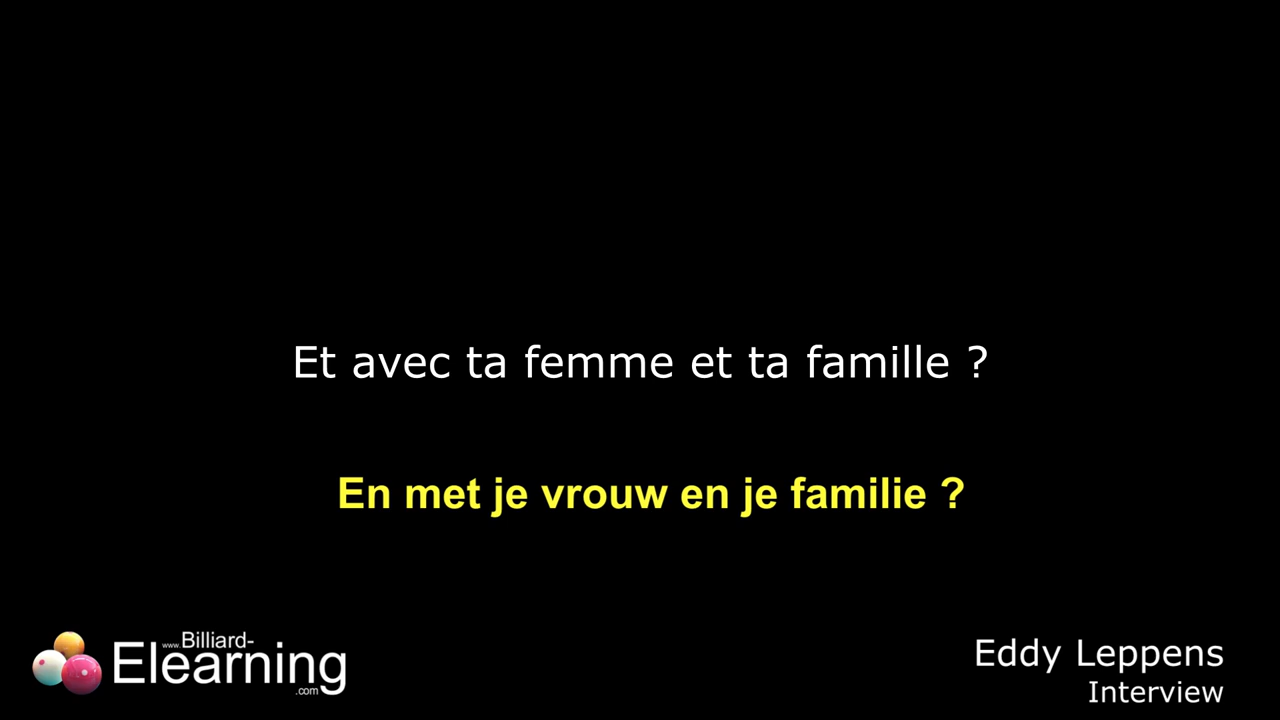 Et avec ta femme et ta famille ?
En met je vrouw en je familie ?
www.Billiard-
Elearning
.com
Eddy Leppens
Interview